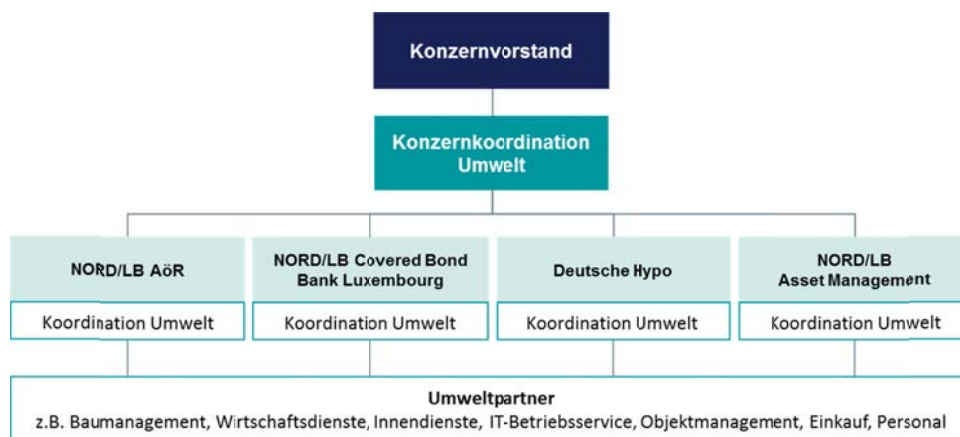 Konzernvorstand
Konzernkoordination
Umwelt
NORD/LB AöR
NORD/LB Covered Bond
Bank Luxembourg
Deutsche Hypo
NORD/LB
Asset Management
Koordination Umwelt
Koordination Umwelt
Koordination Umwelt
Koordination Umwelt
Umweltpartner
z.B. Baumanagement, Wirtschaftsdienste, Innendienste, IT-Betriebsservice, Objektmanagement, Einkauf, Personal